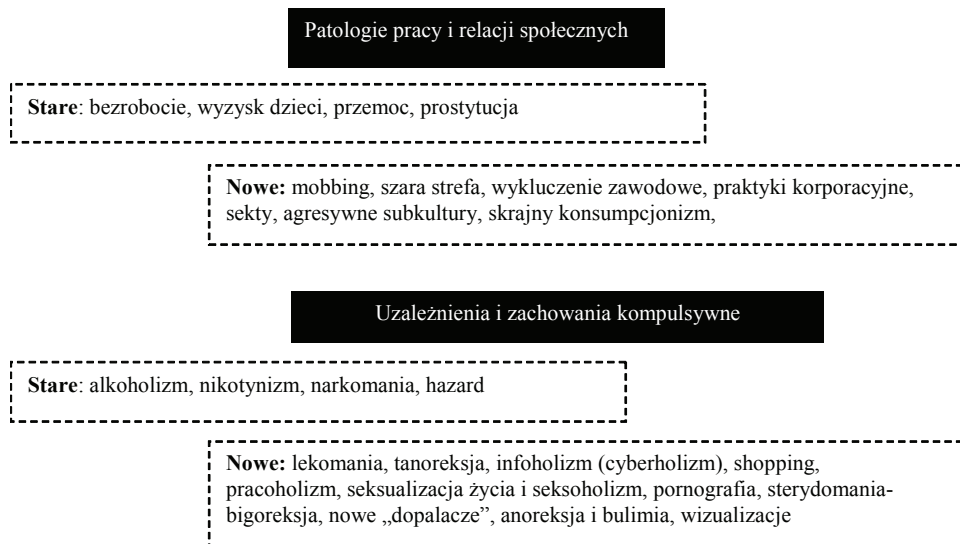 Patologie pracy i relacji społecznych
Stare: bezrobocie, wyzysk dzieci, przemoc, prostytucja
Nowe: mobbing, szara strefa, wykluczenie zawodowe, praktyki korporacyjne,
sekty, agresywne subkultury, skrajny konsumpcjonizm,
Uzależnienia i zachowania kompulsywne
Stare: alkoholizm, nikotynizm, narkomania, hazard
Nowe: lekomania, tanoreksja, infoholizm (cyberholizm), shopping,
pracoholizm, seksualizacja życia i seksoholizm, pornografia, sterydomania-
bigoreksja, nowe „dopalacze”, anoreksja i bulimia, wizualizacje